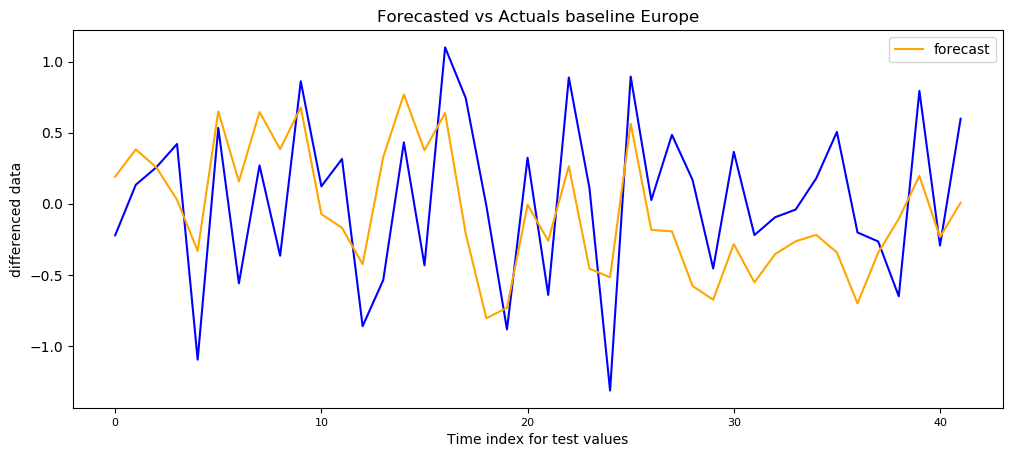 Forecasted vs Actuals baseline Europe
forecast
differenced data
1.0
0.5
0.0
−0.5
−1.0
0 10 20 30 40
Time index for test values